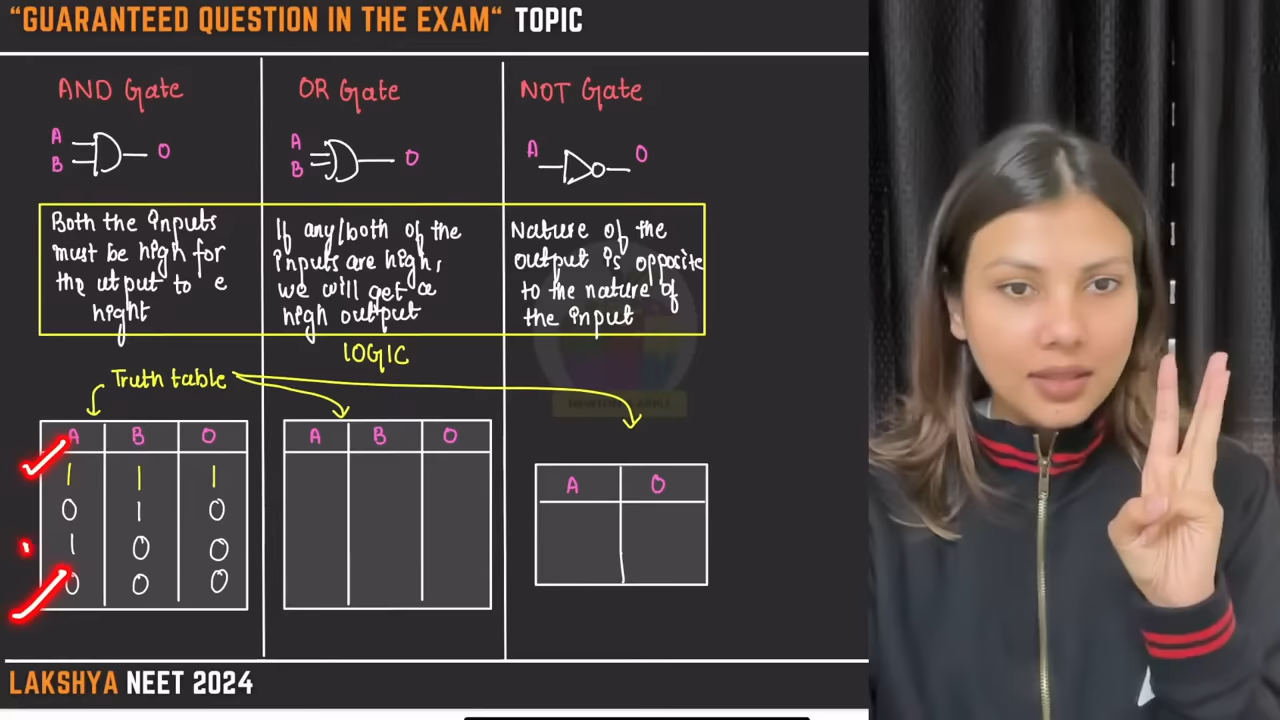 "GUARANTEED QUESTION IN THE EXAM" TOPIC
AND Gate
A
B
O
Both the inputs
must be high for
the utput to e
hight
OR Gate
A
B
O
If any/both of the
inputs are high,
we will get a
high output
NOT Gate
A
O
Nature of the
output is opposite
to the nature of
the input
LOGIC
Truth table
A B O
1 1 1
0 1 0
1 0 0
0 0 0
A B O
A O
LAKSHYA NEET 2024